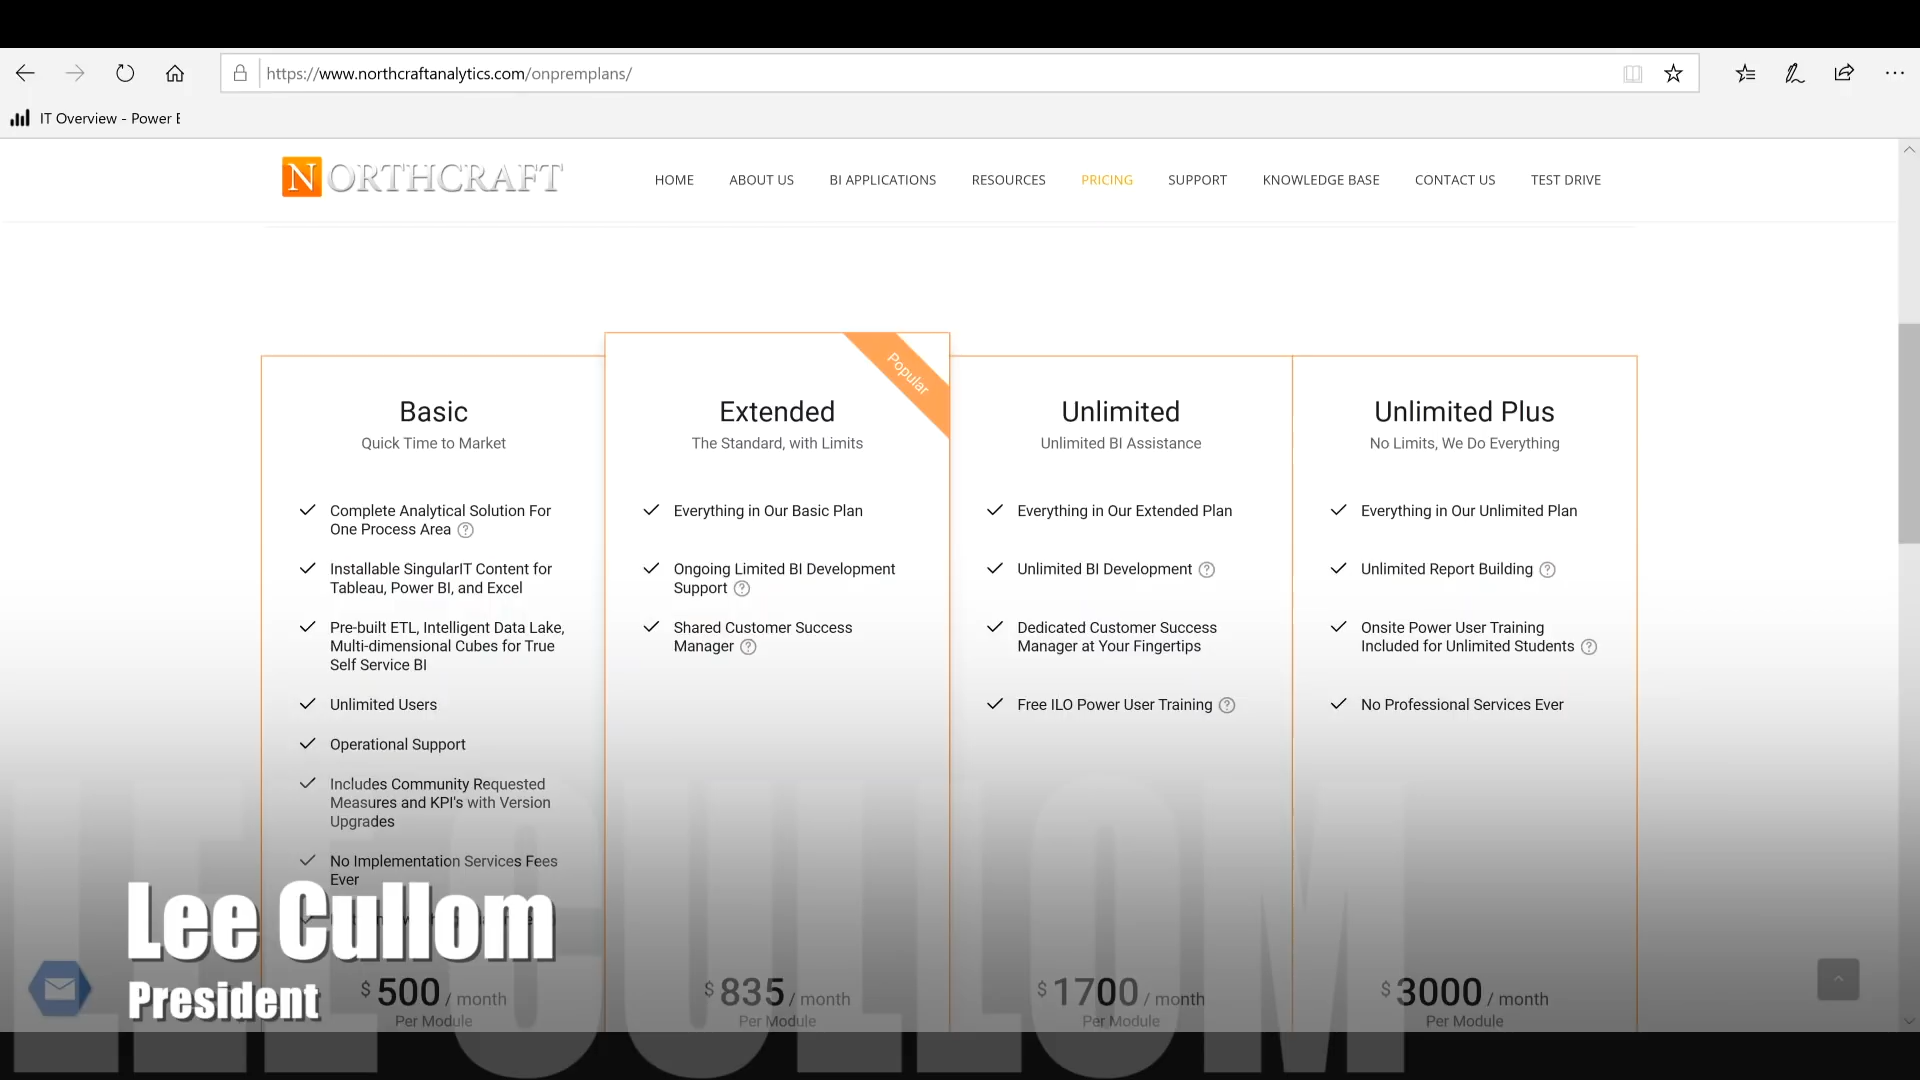 https://www.northcraftanalytics.com/onpremplans/
IT Overview - Power B
NORTHCRAFT
HOME
ABOUT US
BI APPLICATIONS
RESOURCES
PRICING
SUPPORT
KNOWLEDGE BASE
CONTACT US
TEST DRIVE
Basic
Quick Time to Market
Complete Analytical Solution For
One Process Area
Installable SingularIT Content for
Tableau, Power BI, and Excel
Pre-built ETL, Intelligent Data Lake,
Multi-dimensional Cubes for True
Self Service BI
Unlimited Users
Operational Support
Includes Community Requested
Measures and KPI's with Version
Upgrades
No Implementation Services Fees
Ever
$ 500 / month
Per Module
Popular
Extended
The Standard, with Limits
Everything in Our Basic Plan
Ongoing Limited BI Development
Support
Shared Customer Success
Manager
$ 835 / month
Per Module
Unlimited
Unlimited BI Assistance
Everything in Our Extended Plan
Unlimited BI Development
Dedicated Customer Success
Manager at Your Fingertips
Free ILO Power User Training
$ 1700 / month
Per Module
Unlimited Plus
No Limits, We Do Everything
Everything in Our Unlimited Plan
Unlimited Report Building
Onsite Power User Training
Included for Unlimited Students
No Professional Services Ever
$ 3000 / month
Per Module
Lee Cullom
President
LEE CULLOM